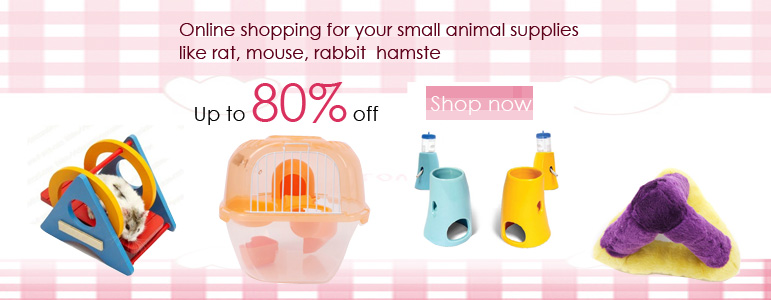 Online shopping for your small animal supplies
like rat, mouse, rabbit hamste
Up to 80% off
Shop now